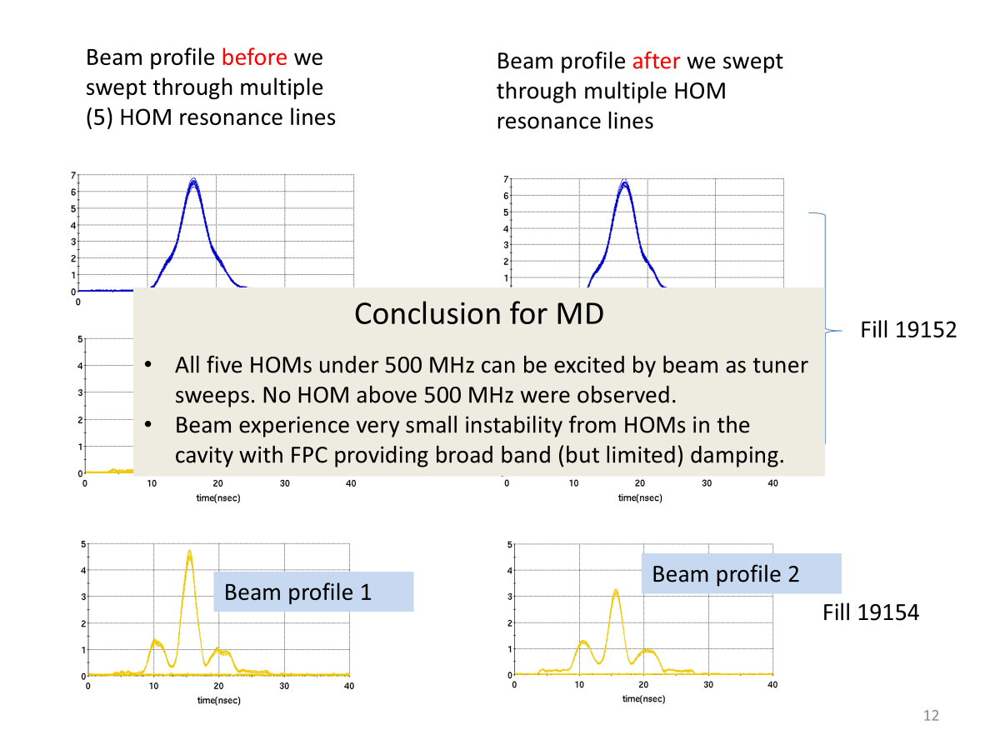 Beam profile before we
swept through multiple
(5) HOM resonance lines
Beam profile after we swept
through multiple HOM
resonance lines
7
6
5
4
3
2
1
0
0
7
6
5
4
3
2
1
Conclusion for MD
• All five HOMs under 500 MHz can be excited by beam as tuner
sweeps. No HOM above 500 MHz were observed.
• Beam experience very small instability from HOMs in the
cavity with FPC providing broad band (but limited) damping.
Fill 19152
5
4
3
2
1
0
0 10 20 30 40
time(nsec)
0 10 20 30 40
time(nsec)
5
4
3
2
1
0
0 10 20 30 40
time(nsec)
Beam profile 1
5
4
3
2
1
0
0 10 20 30 40
time(nsec)
Beam profile 2
Fill 19154
12